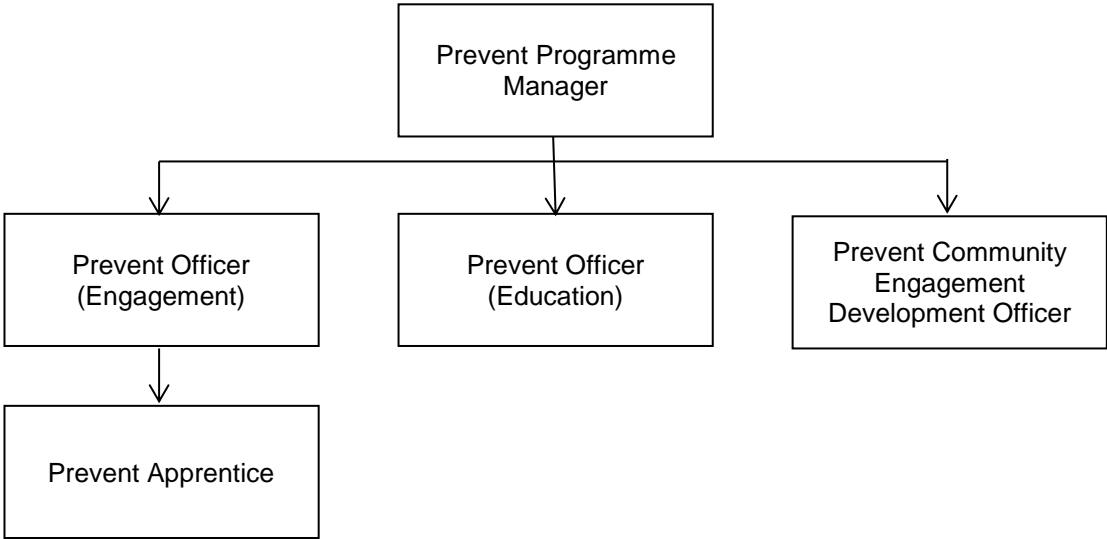 Prevent Programme
Manager
Prevent Officer
(Engagement)
Prevent Officer
(Education)
Prevent Community
Engagement
Development Officer
Prevent Apprentice